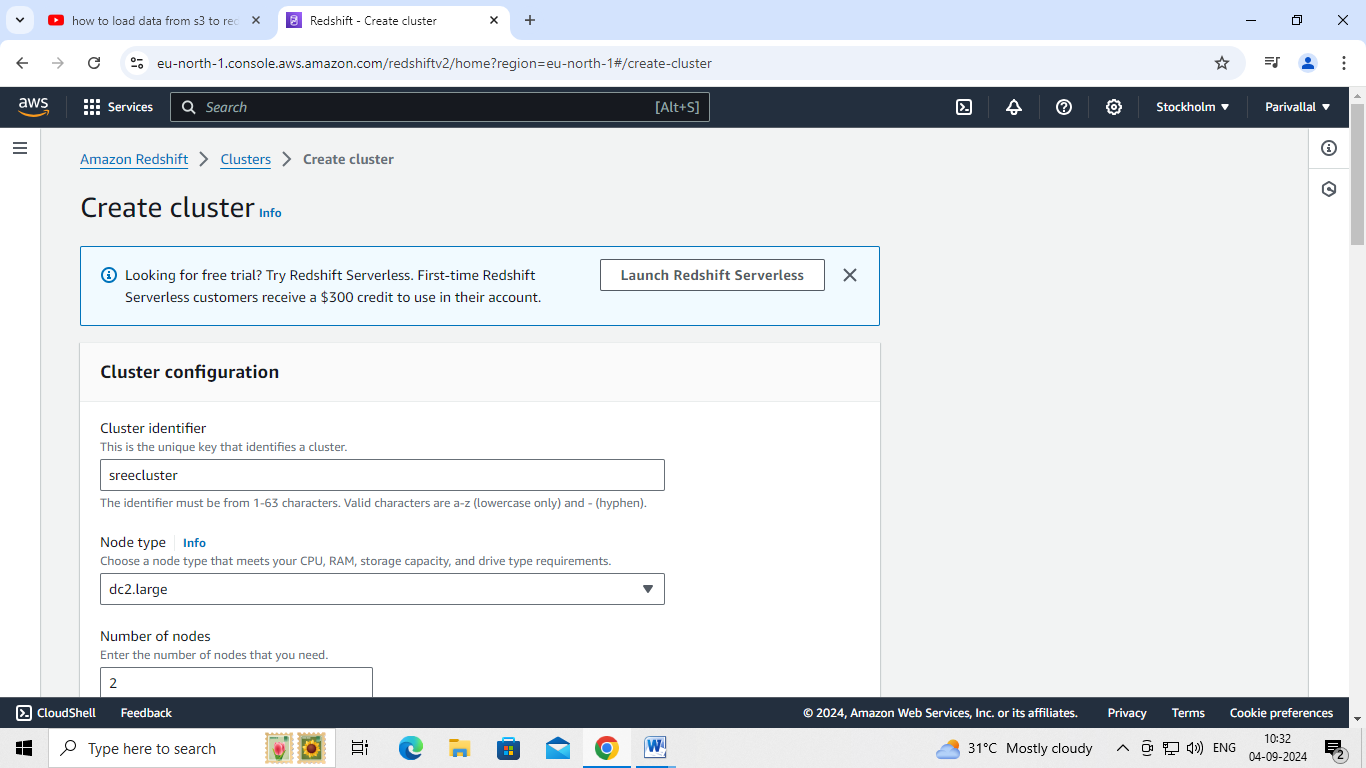 how to load data from s3 to rec
Redshift - Create cluster
eu-north-1.console.aws.amazon.com/redshiftv2/home?region=eu-north-1#/create-cluster
aws
Services
Search
[Alt+S]
Stockholm
Parivallal
Amazon Redshift
Clusters
Create cluster
Create cluster Info
Looking for free trial? Try Redshift Serverless. First-time Redshift
Serverless customers receive a $300 credit to use in their account.
Launch Redshift Serverless
Cluster configuration
Cluster identifier
This is the unique key that identifies a cluster.
sreecluster
The identifier must be from 1-63 characters. Valid characters are a-z (lowercase only) and - (hyphen).
Node type Info
Choose a node type that meets your CPU, RAM, storage capacity, and drive type requirements.
dc2.large
Number of nodes
Enter the number of nodes that you need.
2
CloudShell
Feedback
© 2024, Amazon Web Services, Inc. or its affiliates.
Privacy
Terms
Cookie preferences
Type here to search
31°C Mostly cloudy
ENG
10:32
04-09-2024
2